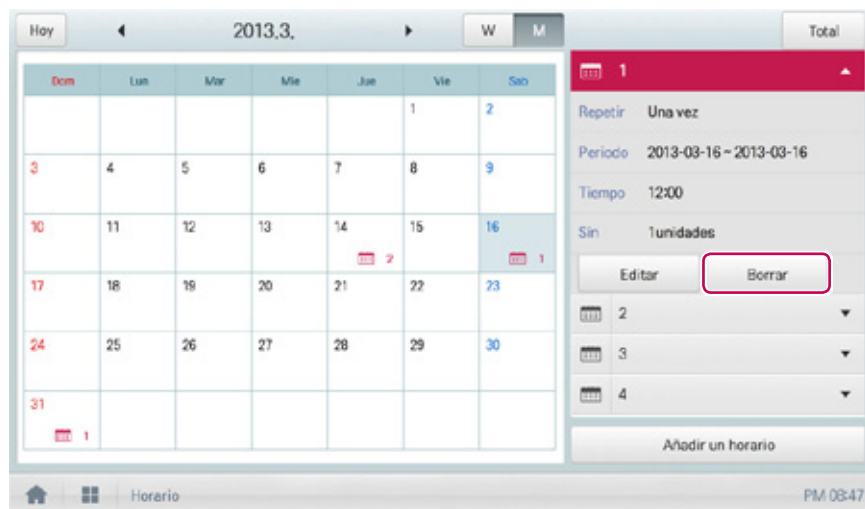 Hoy 2013.3. W M Total
Dom Lun Mar Mie Jue Vie Sab
1 2
3 4 5 6 7 8 9
10 11 12 13 14 15 16
2 1
17 18 19 20 21 22 23
24 25 26 27 28 29 30
31
1
1
Repetir Una vez
Periodo 2013-03-16 ~ 2013-03-16
Tiempo 12:00
Sin 1unidades
Editar Borrar
2
3
4
Añadir un horario
Horario PM 08:47